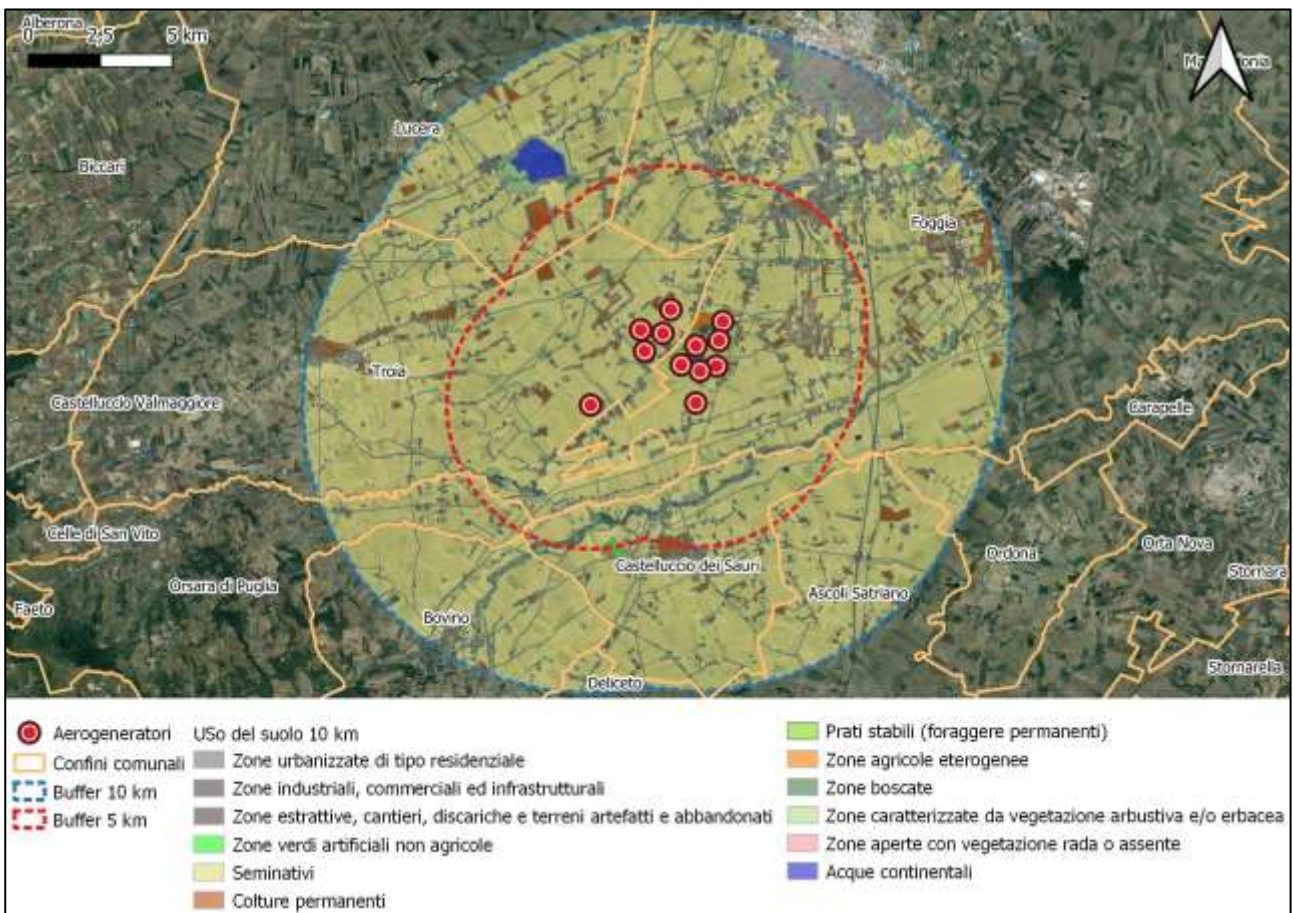 Alberona
0 2,5 5 km
Lucera
Biccari
Foggia
Troia
Castelluccio Valmaggiore
Carapelle
Celle di San Vito
Castelluccio dei Sauri
Ordona
Orta Nova
Stornara
Orsara di Puglia
Ascoli Satriano
Faeto
Bovino
Stornarella
Deliceto
Aerogeneratori
Confini comunali
Buffer 10 km
Buffer 5 km
USo del suolo 10 km
Zone urbanizzate di tipo residenziale
Zone industriali, commerciali ed infrastrutturali
Zone estrattive, cantieri, discariche e terreni artefatti e abbandonati
Zone verdi artificiali non agricole
Seminativi
Colture permanenti
Prati stabili (foraggere permanenti)
Zone agricole eterogenee
Zone boscate
Zone caratterizzate da vegetazione arbustiva e/o erbacea
Zone aperte con vegetazione rada o assente
Acque continentali